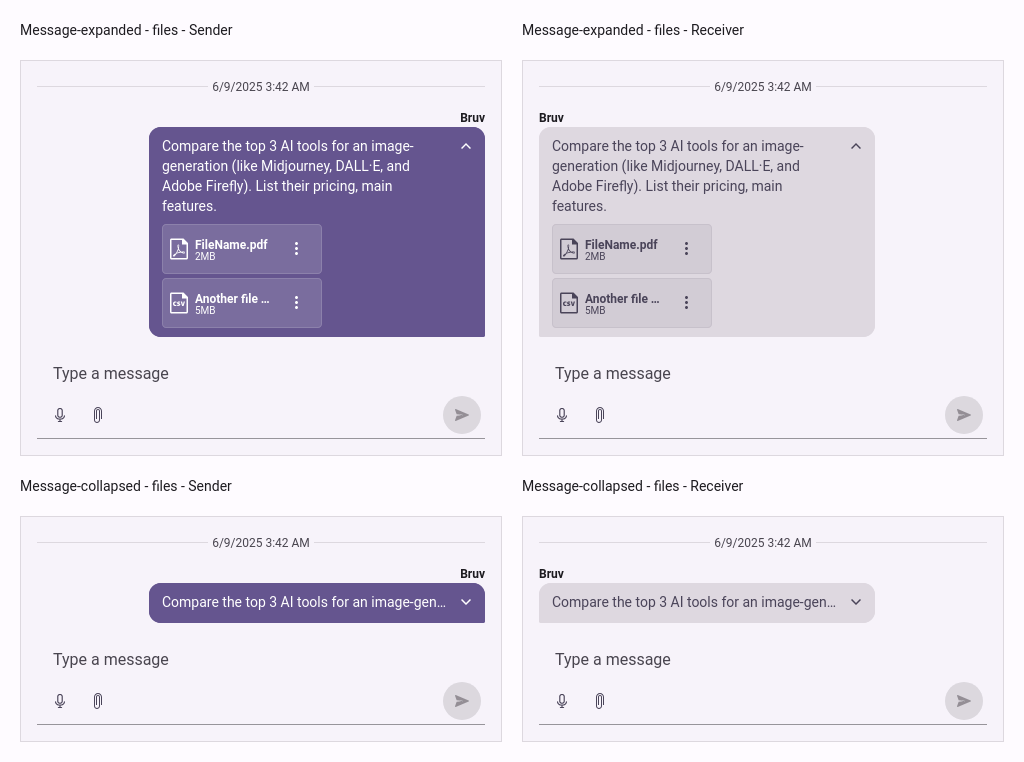 Message-expanded - files - Sender
6/9/2025 3:42 AM
Bruv
Compare the top 3 AI tools for an image-
generation (like Midjourney, DALL·E, and
Adobe Firefly). List their pricing, main
features.
FileName.pdf
2MB
CSV
Another file ...
5MB
Type a message
Message-expanded - files - Receiver
6/9/2025 3:42 AM
Bruv
Compare the top 3 AI tools for an image-
generation (like Midjourney, DALL·E, and
Adobe Firefly). List their pricing, main
features.
FileName.pdf
2MB
CSV
Another file ...
5MB
Type a message
Message-collapsed - files - Sender
6/9/2025 3:42 AM
Bruv
Compare the top 3 AI tools for an image-gen...
Type a message
Message-collapsed - files - Receiver
6/9/2025 3:42 AM
Bruv
Compare the top 3 AI tools for an image-gen...
Type a message